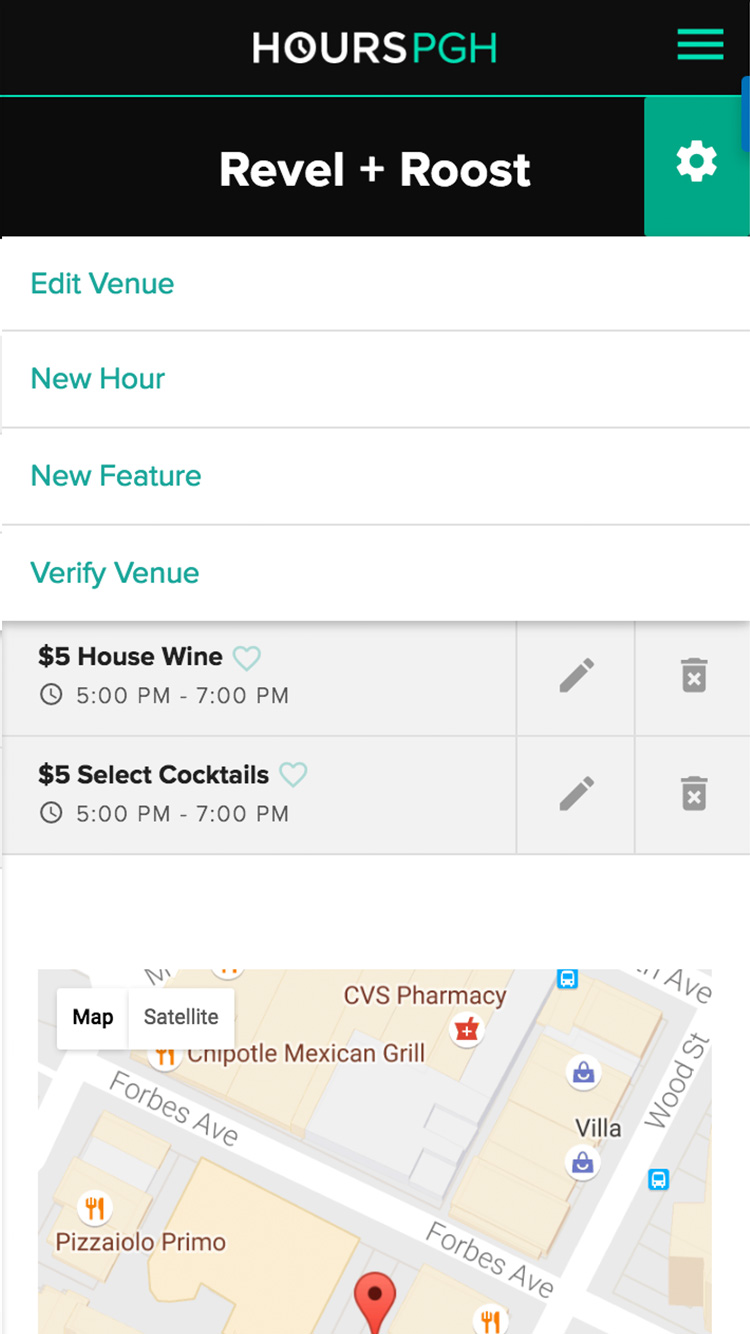 HOURSPGH
Revel + Roost
Edit Venue
New Hour
New Feature
Verify Venue
$5 House Wine
5:00 PM - 7:00 PM
$5 Select Cocktails
5:00 PM - 7:00 PM
Map
Satellite
CVS Pharmacy
Chipotle Mexican Grill
Forbes Ave
Wood St
Villa
Pizzaiolo Primo
Forbes Ave
Ave